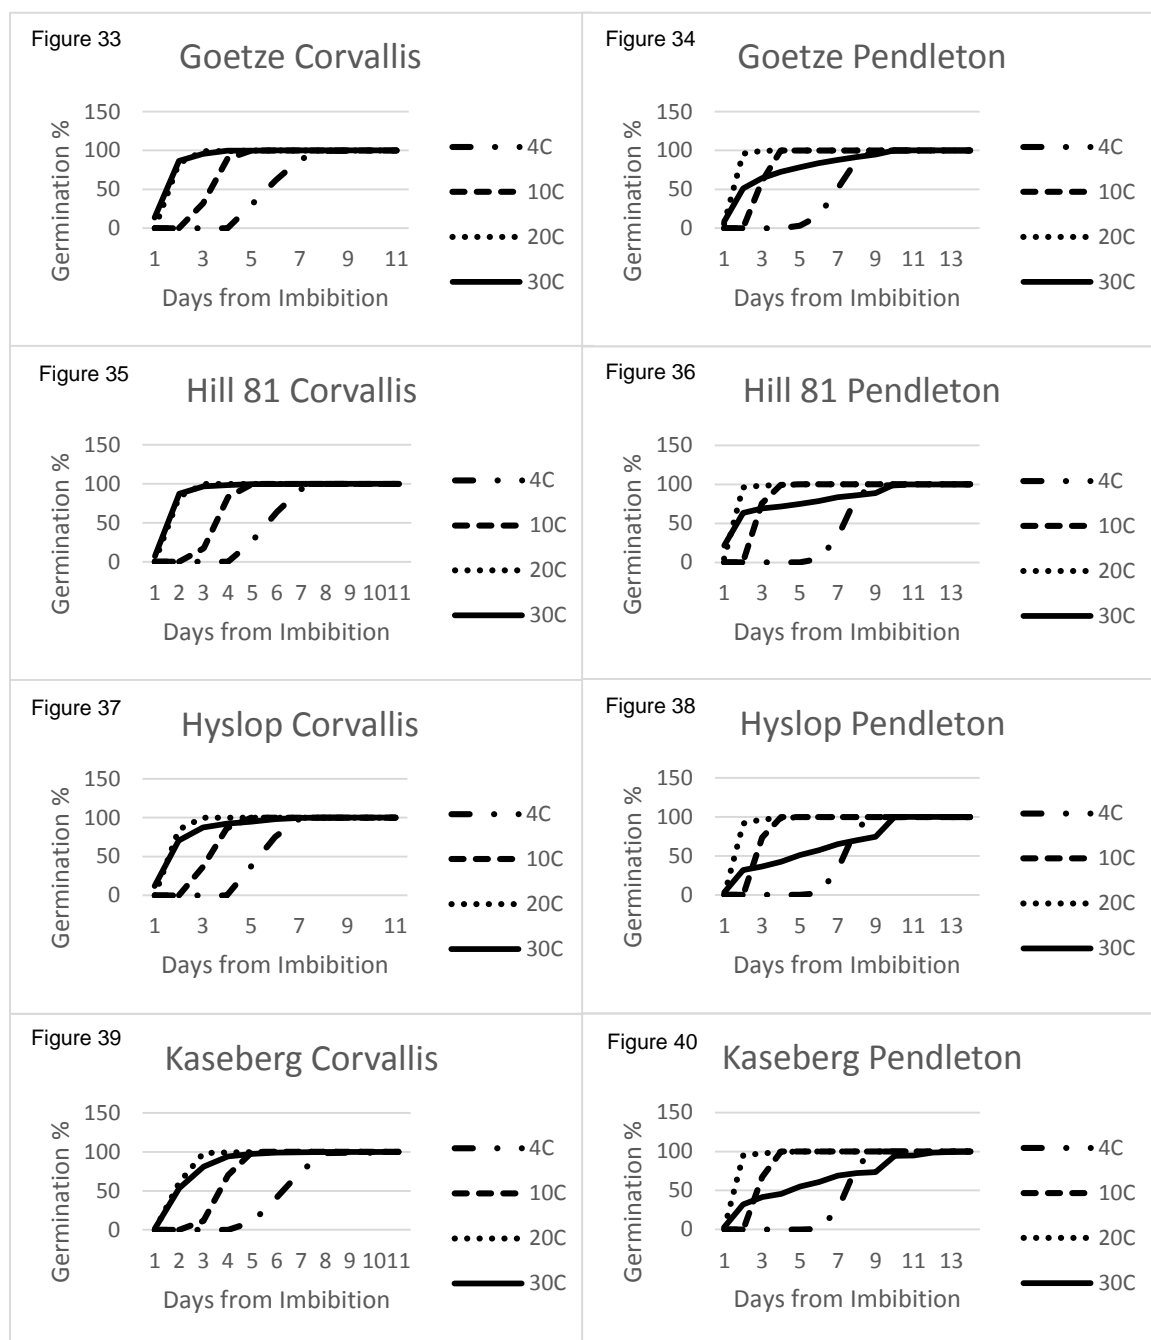 Figure 33
Goetze Corvallis
Germination %
150
100
50
0
1 3 5 7 9 11
Days from Imbibition
4C
10C
20C
30C
Figure 34
Goetze Pendleton
Germination %
150
100
50
0
1 3 5 7 9 11 13
Days from Imbibition
4C
10C
20C
30C
Figure 35
Hill 81 Corvallis
Germination %
150
100
50
0
1 2 3 4 5 6 7 8 9 10 11
Days from Imbibition
4C
10C
20C
30C
Figure 36
Hill 81 Pendleton
Germination %
150
100
50
0
1 3 5 7 9 11 13
Days from Imbibition
4C
10C
20C
30C
Figure 37
Hyslop Corvallis
Germination %
150
100
50
0
1 3 5 7 9 11
Days from Imbibition
4C
10C
20C
30C
Figure 38
Hyslop Pendleton
Germination %
150
100
50
0
1 3 5 7 9 11 13
Days from Imbibition
4C
10C
20C
30C
Figure 39
Kaseberg Corvallis
Germination %
150
100
50
0
1 2 3 4 5 6 7 8 9 10 11
Days from Imbibition
4C
10C
20C
30C
Figure 40
Kaseberg Pendleton
Germination %
150
100
50
0
1 3 5 7 9 11 13
Days from Imbibition
4C
10C
20C
30C